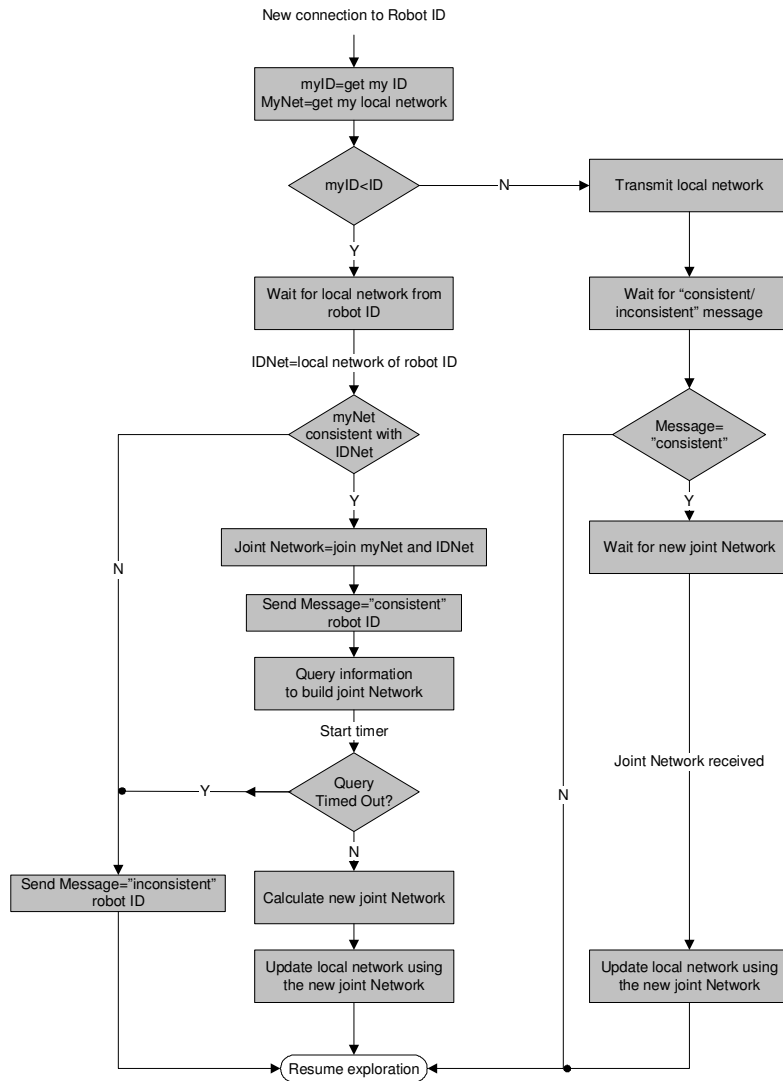 New connection to Robot ID
myID=get my ID
MyNet=get my local network
myID<ID
N
Transmit local network
Y
Wait for local network from
robot ID
Wait for “consistent/
inconsistent” message
IDNet=local network of robot ID
myNet
consistent with
IDNet
Message=
”consistent”
Y
Y
Joint Network=join myNet and IDNet
Wait for new joint Network
N
Send Message=”consistent”
robot ID
Query information
to build joint Network
Start timer
Joint Network received
Query
Timed Out?
Y
N
N
Send Message=”inconsistent”
robot ID
Calculate new joint Network
Update local network using
the new joint Network
Update local network using
the new joint Network
Resume exploration